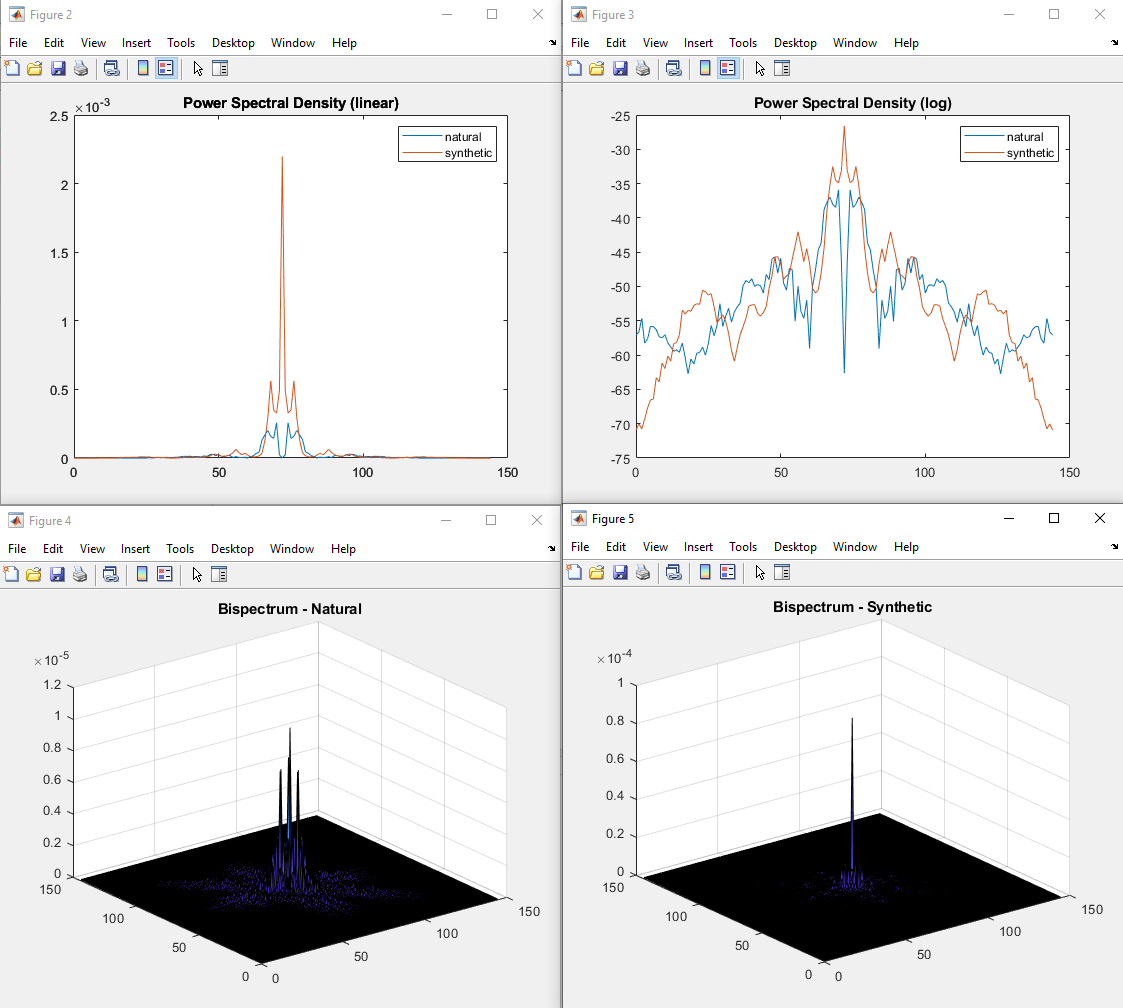 Figure 2
File Edit View Insert Tools Desktop Window Help
Power Spectral Density (linear)
×10-3
2.5
2
1.5
1
0.5
0
0 50 100 150
natural
synthetic
Figure 3
File Edit View Insert Tools Desktop Window Help
Power Spectral Density (log)
-25
-30
-35
-40
-45
-50
-55
-60
-65
-70
-75
0 50 100 150
natural
synthetic
Figure 4
File Edit View Insert Tools Desktop Window Help
Bispectrum - Natural
×10-5
1.2
1
0.8
0.6
0.4
0.2
0
150
100
50
0
0
50
100
150
Figure 5
File Edit View Insert Tools Desktop Window Help
Bispectrum - Synthetic
×10-4
1
0.8
0.6
0.4
0.2
0
150
100
50
0
0
50
100
150